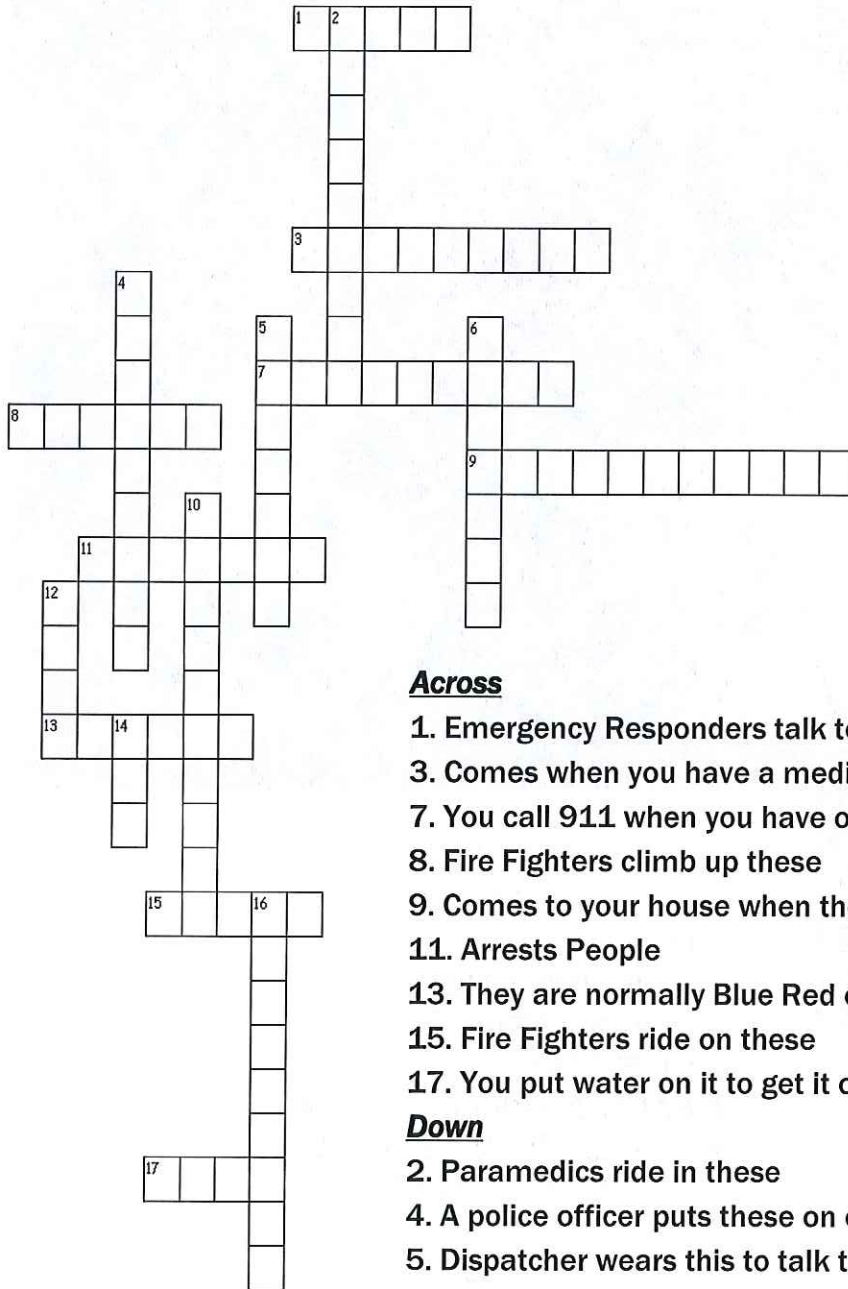 1 2
3
4
5 6
7
8
9
10
11
12
13 14
15 16
17
Across
1. Emergency Responders talk
3. Comes when you have a
7. You call 911 when you have
8. Fire Fighters climb up these
9. Comes to your house when
11. Arrests People
13. They are normally Blue Red
15. Fire Fighters ride on these
17. You put water on it to get it
Down
2. Paramedics ride in these
4. A police officer puts these on
5. Dispatcher wears this to talk